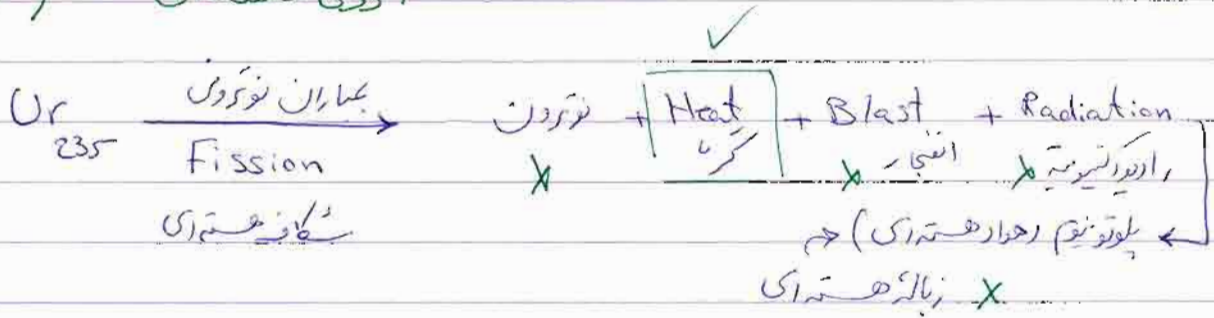 Ur 235 بمباران نوترونی نوترون + Heat + Blast + Radiation
Fission گرما انفجار رادیواکتیویته
شکافت هسته‌ای پلوتونیوم (مواد هسته‌ای)
زباله هسته‌ای